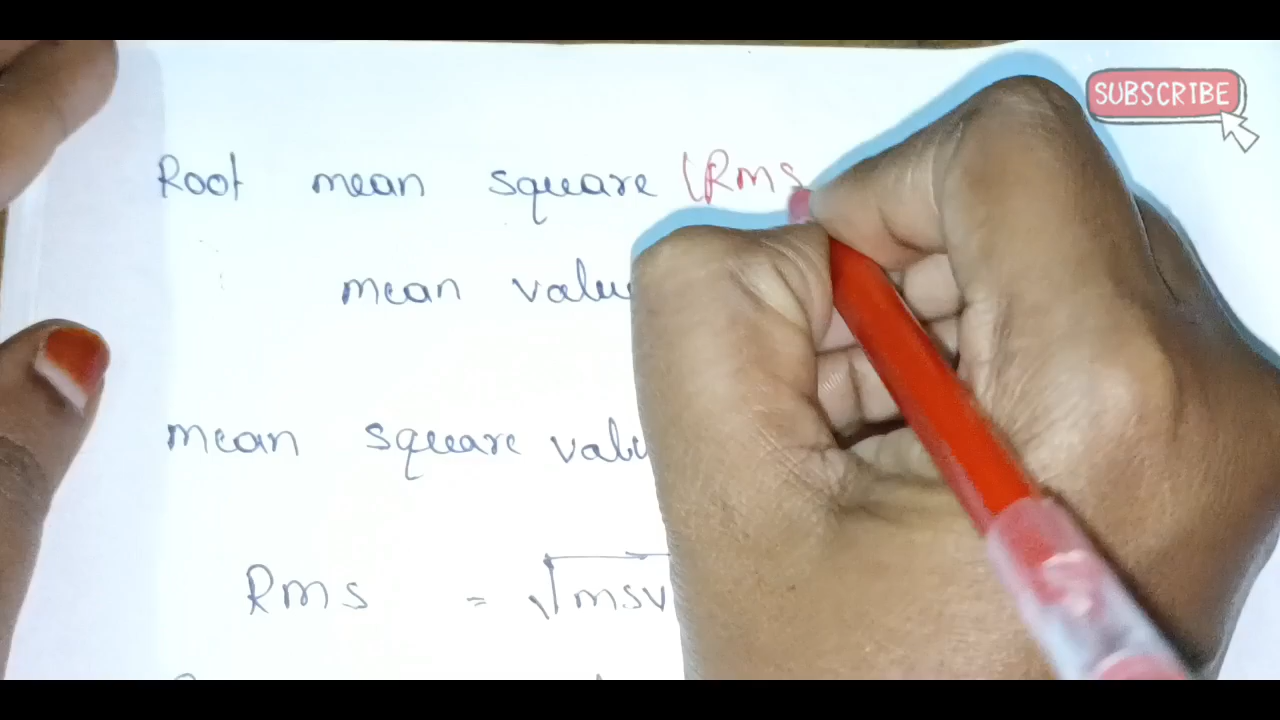 SUBSCRIBE
Root mean square (Rms
mean valu
mean square valu
Rms = √msv